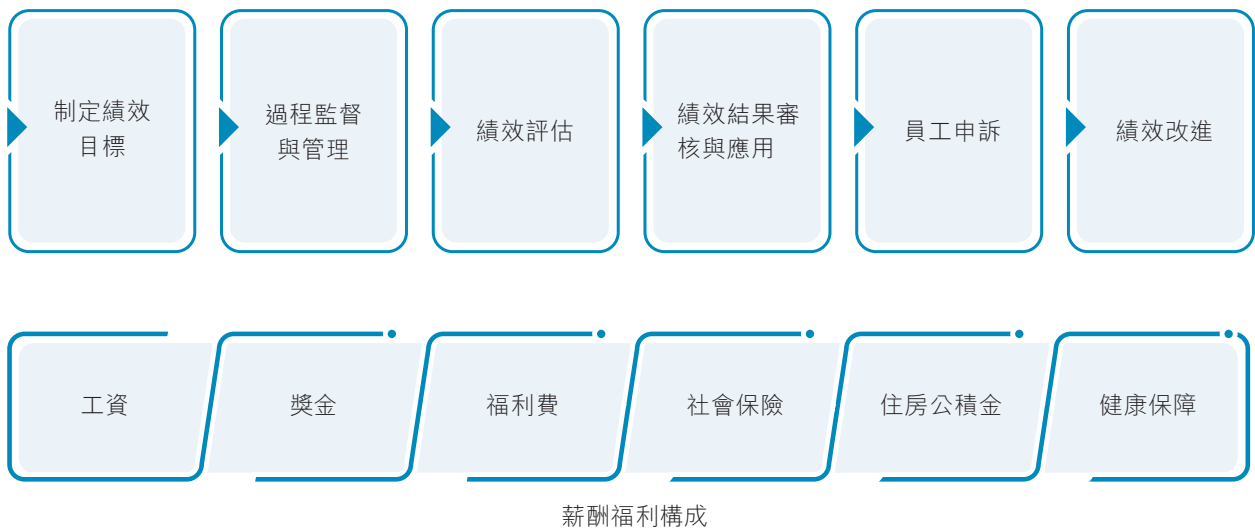 制定績效
目標
過程監督
與管理
績效評估
績效結果審
核與應用
員工申訴
績效改進
工資
獎金
福利費
社會保險
住房公積金
健康保障
薪酬福利構成